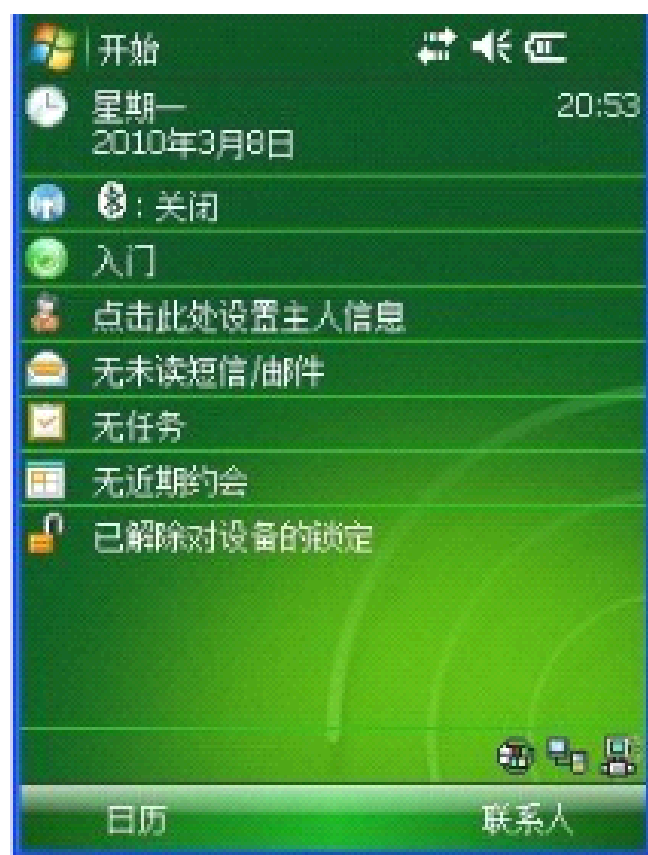 开始
星期一 20:53
2010年3月8日
: 关闭
入门
点击此处设置主人信息
无未读短信/邮件
无任务
无近期约会
已解除对设备的锁定
日历 联系人